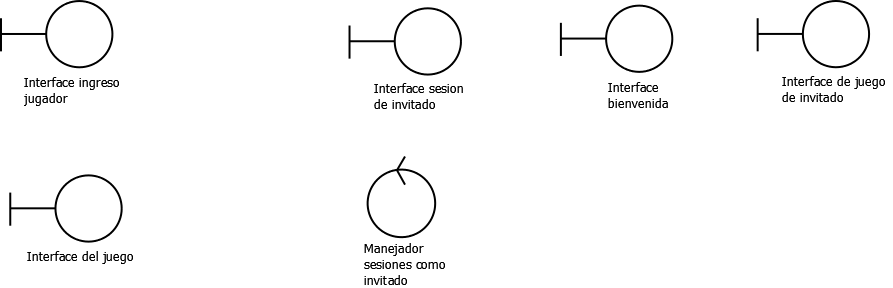 Interface ingreso
jugador
Interface sesion
de invitado
Interface
bienvenida
Interface de juego
de invitado
Interface del juego
Manejador
sesiones como
invitado